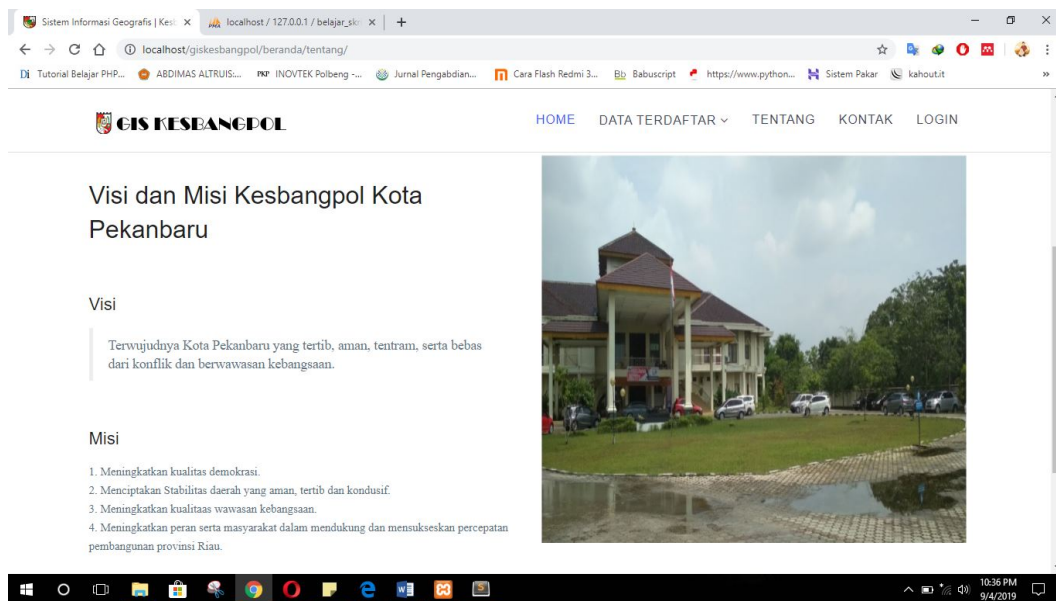 Sistem Informasi Geografis | Kesb
localhost / 127.0.0.1 / belajar_skr
localhost/giskesbangpol/beranda/tentang/
Tutorial Belajar PHP...
ABDIMAS ALTRUIS:...
PKP INOVTEK Polbeng -...
Jurnal Pengabdian...
Cara Flash Redmi 3...
Bb Babuscript
https://www.python...
Sistem Pakar
kahout.it
GIS KESBANGPOL
HOME DATA TERDAFTAR TENTANG KONTAK LOGIN
Visi dan Misi Kesbangpol Kota
Pekanbaru
Visi
Terwujudnya Kota Pekanbaru yang tertib, aman, tentram, serta bebas
dari konflik dan berwawasan kebangsaan.
Misi
1. Meningkatkan kualitas demokrasi.
2. Menciptakan Stabilitas daerah yang aman, tertib dan kondusif.
3. Meningkatkan kualitaas wawasan kebangsaan.
4. Meningkatkan peran serta masyarakat dalam mendukung dan mensukseskan percepatan
pembangunan provinsi Riau.
10:36 PM
9/4/2019